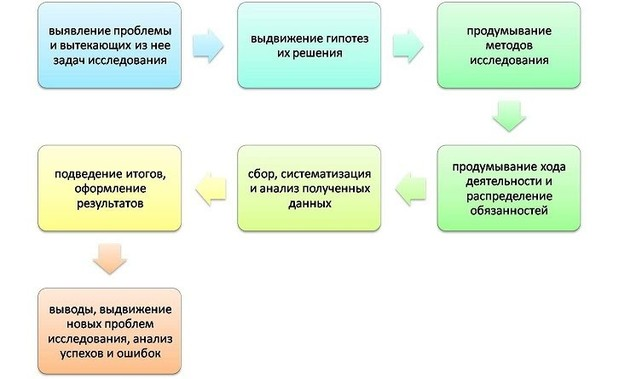 выявление проблемы
и вытекающих из нее
задач исследования
выдвижение гипотез
их решения
продумывание
методов
исследования
продумывание хода
деятельности и
распределение
обязанностей
сбор, систематизация
и анализ полученных
данных
подведение итогов,
оформление
результатов
выводы, выдвижение
новых проблем
исследования, анализ
успехов и ошибок